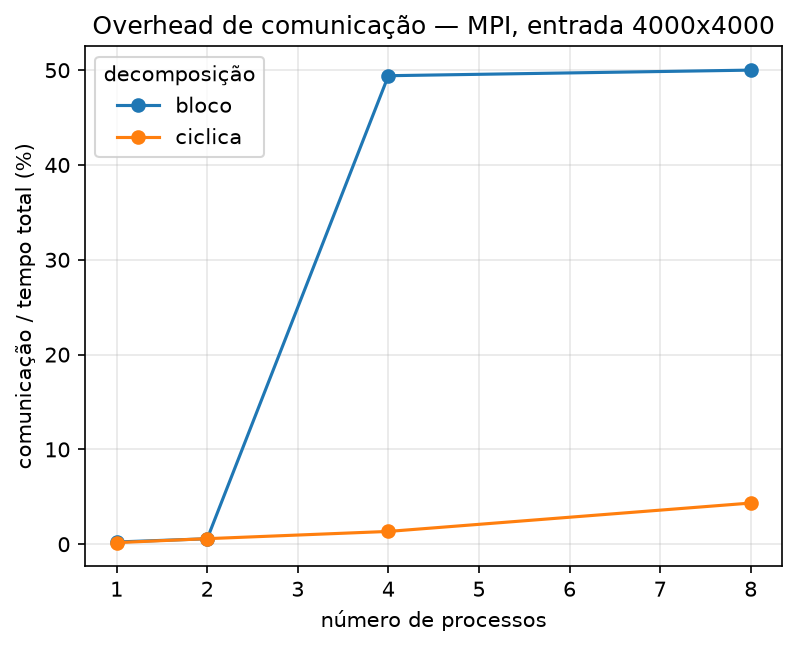 Overhead de comunicação — MPI, entrada 4000x4000
decomposição
bloco
ciclica
comunicação / tempo total (%)
50
40
30
20
10
0
1 2 3 4 5 6 7 8
número de processos